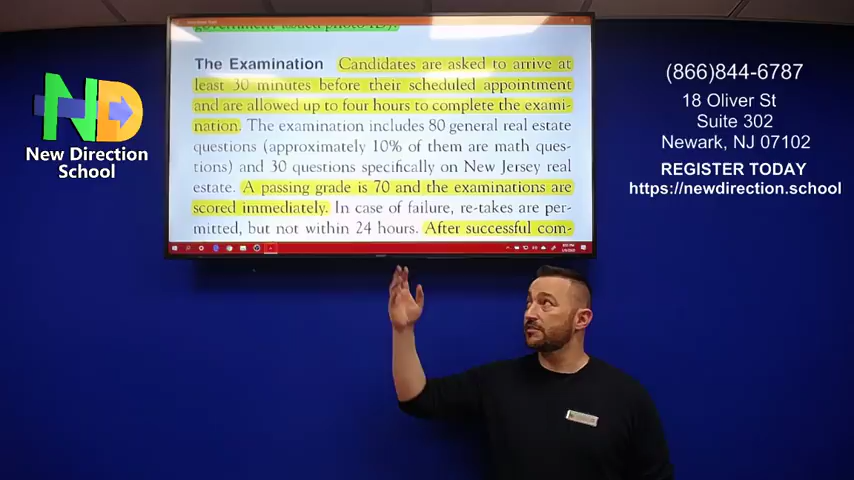 government issued photo ID).
The Examination Candidates are asked to arrive at
least 30 minutes before their scheduled appointment
and are allowed up to four hours to complete the exami-
nation. The examination includes 80 general real estate
questions (approximately 10% of them are math ques-
tions) and 30 questions specifically on New Jersey real
estate. A passing grade is 70 and the examinations are
scored immediately. In case of failure, re-takes are per-
mitted, but not within 24 hours. After successful com-
ND
New Direction
School
(866)844-6787
18 Oliver St
Suite 302
Newark, NJ 07102
REGISTER TODAY
https://newdirection.school